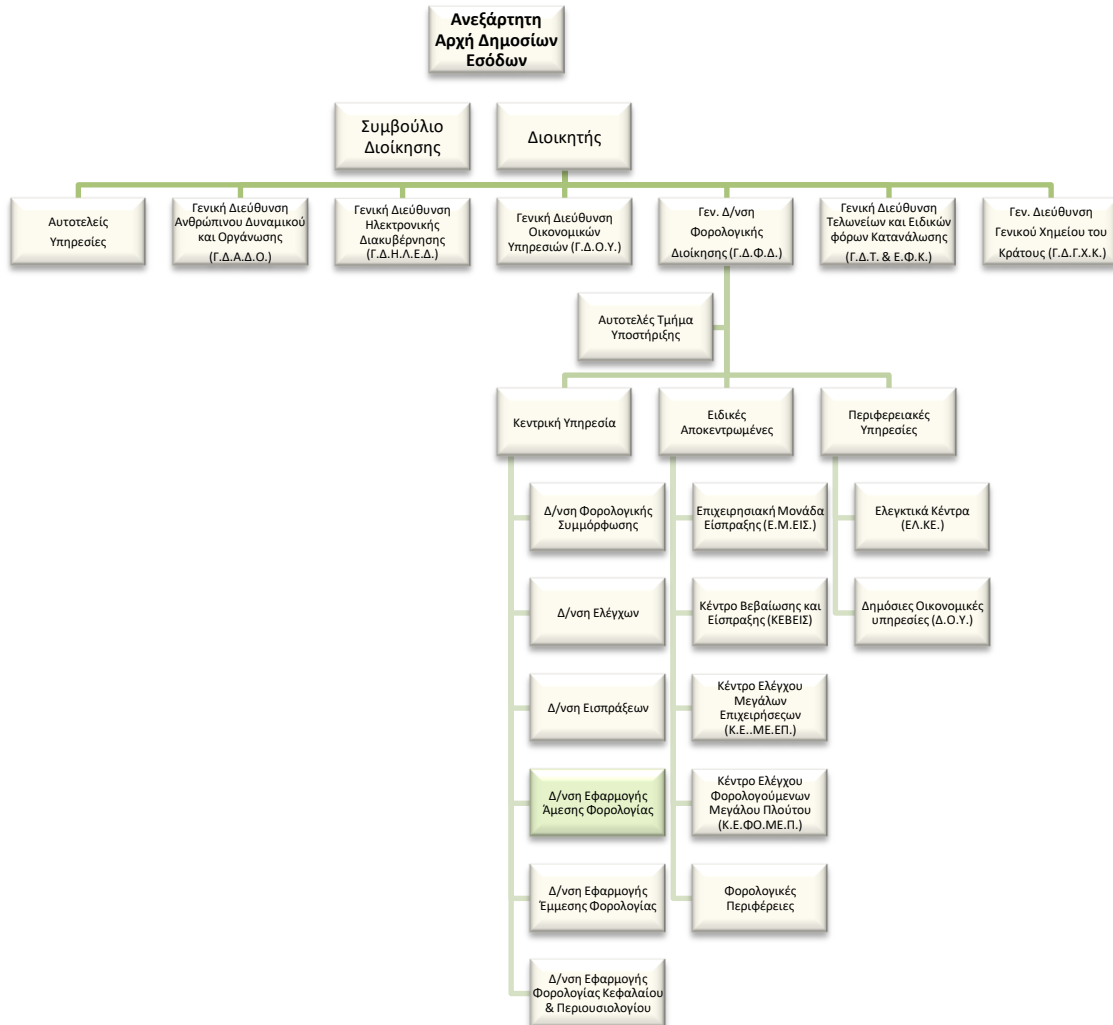 Ανεξάρτητη
Αρχή Δημοσίων
Εσόδων
Συμβούλιο
Διοίκησης
Διοικητής
Αυτοτελείς
Υπηρεσίες
Γενική Διεύθυνση
Ανθρώπινου Δυναμικού
και Οργάνωσης
(Γ.Δ.Α.Δ.Ο.)
Γενική Διεύθυνση
Ηλεκτρονικής
Διακυβέρνησης
(Γ.Δ.Η.Λ.Ε.Δ.)
Γενική Διεύθυνση
Οικονομικών
Υπηρεσιών (Γ.Δ.Ο.Υ.)
Γεν. Δ/νση
Φορολογικής
Διοίκησης (Γ.Δ.Φ.Δ.)
Γενική Διεύθυνση
Τελωνείων και Ειδικών
φόρων Κατανάλωσης
(Γ.Δ.Τ. & Ε.Φ.Κ.)
Γεν. Διεύθυνση
Γενικού Χημείου του
Κράτους (Γ.Δ.Γ.Χ.Κ.)
Αυτοτελές Τμήμα
Υποστήριξης
Κεντρική Υπηρεσία
Ειδικές
Αποκεντρωμένες
Περιφερειακές
Υπηρεσίες
Δ/νση Φορολογικής
Συμμόρφωσης
Δ/νση Ελέγχων
Δ/νση Εισπράξεων
Δ/νση Εφαρμογής
Άμεσης Φορολογίας
Δ/νση Εφαρμογής
Έμμεσης Φορολογίας
Δ/νση Εφαρμογής
Φορολογίας Κεφαλαίου
& Περιουσιολογίου
Επιχειρησιακή Μονάδα
Είσπραξης (Ε.Μ.ΕΙΣ.)
Κέντρο Βεβαίωσης και
Είσπραξης (ΚΕΒΕΙΣ)
Κέντρο Ελέγχου
Μεγάλων
Επιχειρήσεςων
(Κ.Ε..ΜΕ.ΕΠ.)
Κέντρο Ελέγχου
Φορολογούμενων
Μεγάλου Πλούτου
(Κ.Ε.ΦΟ.ΜΕ.Π.)
Φορολογικές
Περιφέρειες
Ελεγκτικά Κέντρα
(ΕΛ.ΚΕ.)
Δημόσιες Οικονομικές
υπηρεσίες (Δ.Ο.Υ.)